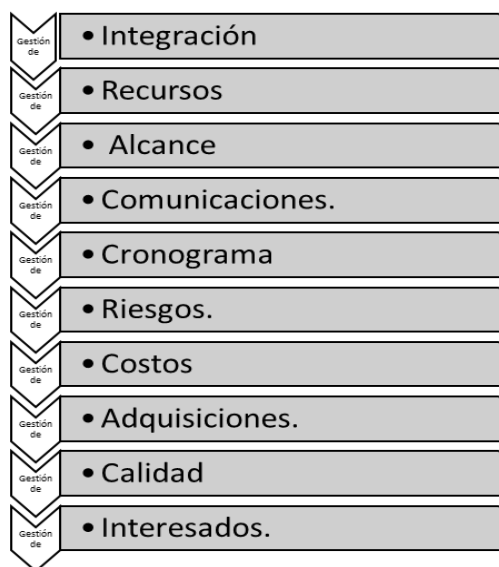 Gestión
de
• Integración
Gestión
de
• Recursos
Gestión
de
• Alcance
Gestión
de
• Comunicaciones.
Gestión
de
• Cronograma
Gestión
de
• Riesgos.
Gestión
de
• Costos
Gestión
de
• Adquisiciones.
Gestión
de
• Calidad
Gestión
de
• Interesados.